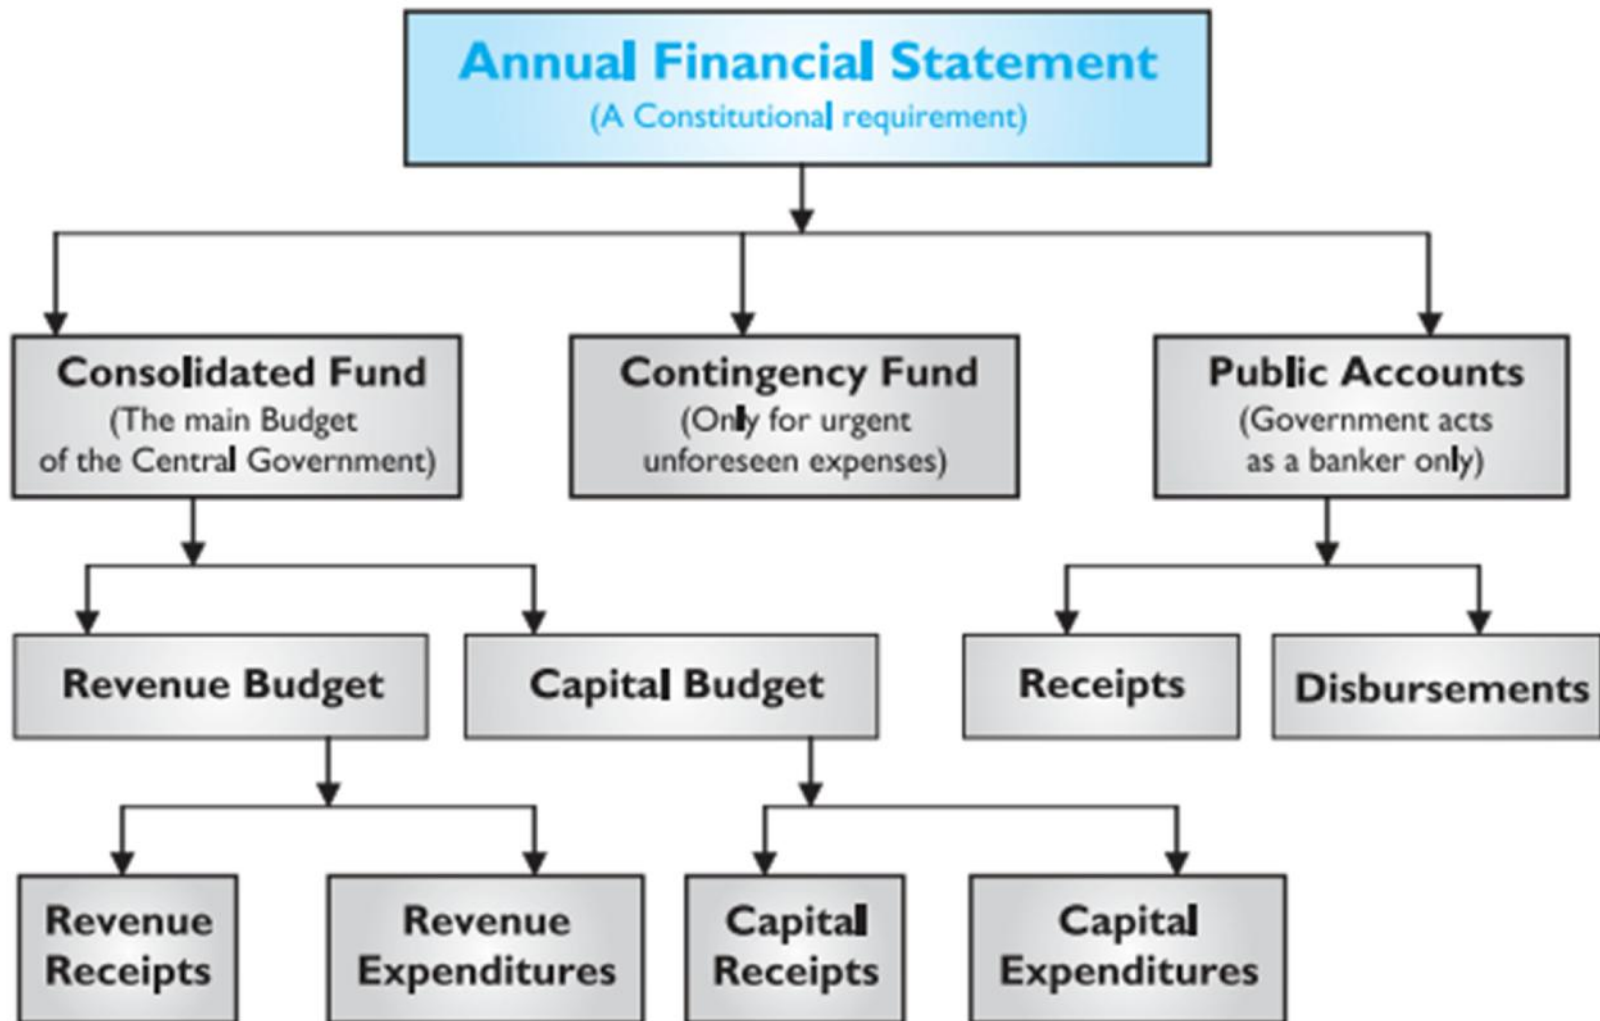 Annual Financial Statement
(A Constitutional requirement)
Consolidated Fund
(The main Budget
of the Central Government)
Contingency Fund
(Only for urgent
unforeseen expenses)
Public Accounts
(Government acts
as a banker only)
Revenue Budget
Capital Budget
Receipts
Disbursements
Revenue
Receipts
Revenue
Expenditures
Capital
Receipts
Capital
Expenditures